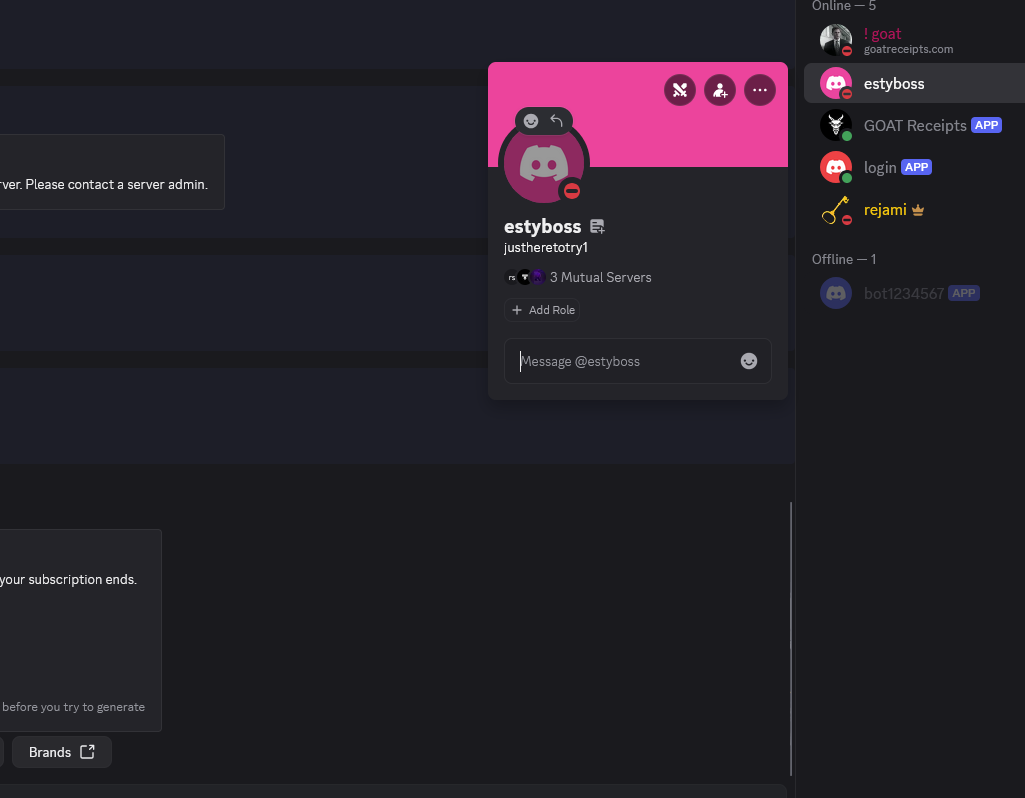 Online — 5
! goat
goatreceipts.com
estyboss
GOAT Receipts APP
login APP
rejami
Offline — 1
bot1234567 APP
estyboss
justheretotry1
3 Mutual Servers
+ Add Role
Message @estyboss
rver. Please contact a server admin.
your subscription ends.
before you try to generate
Brands